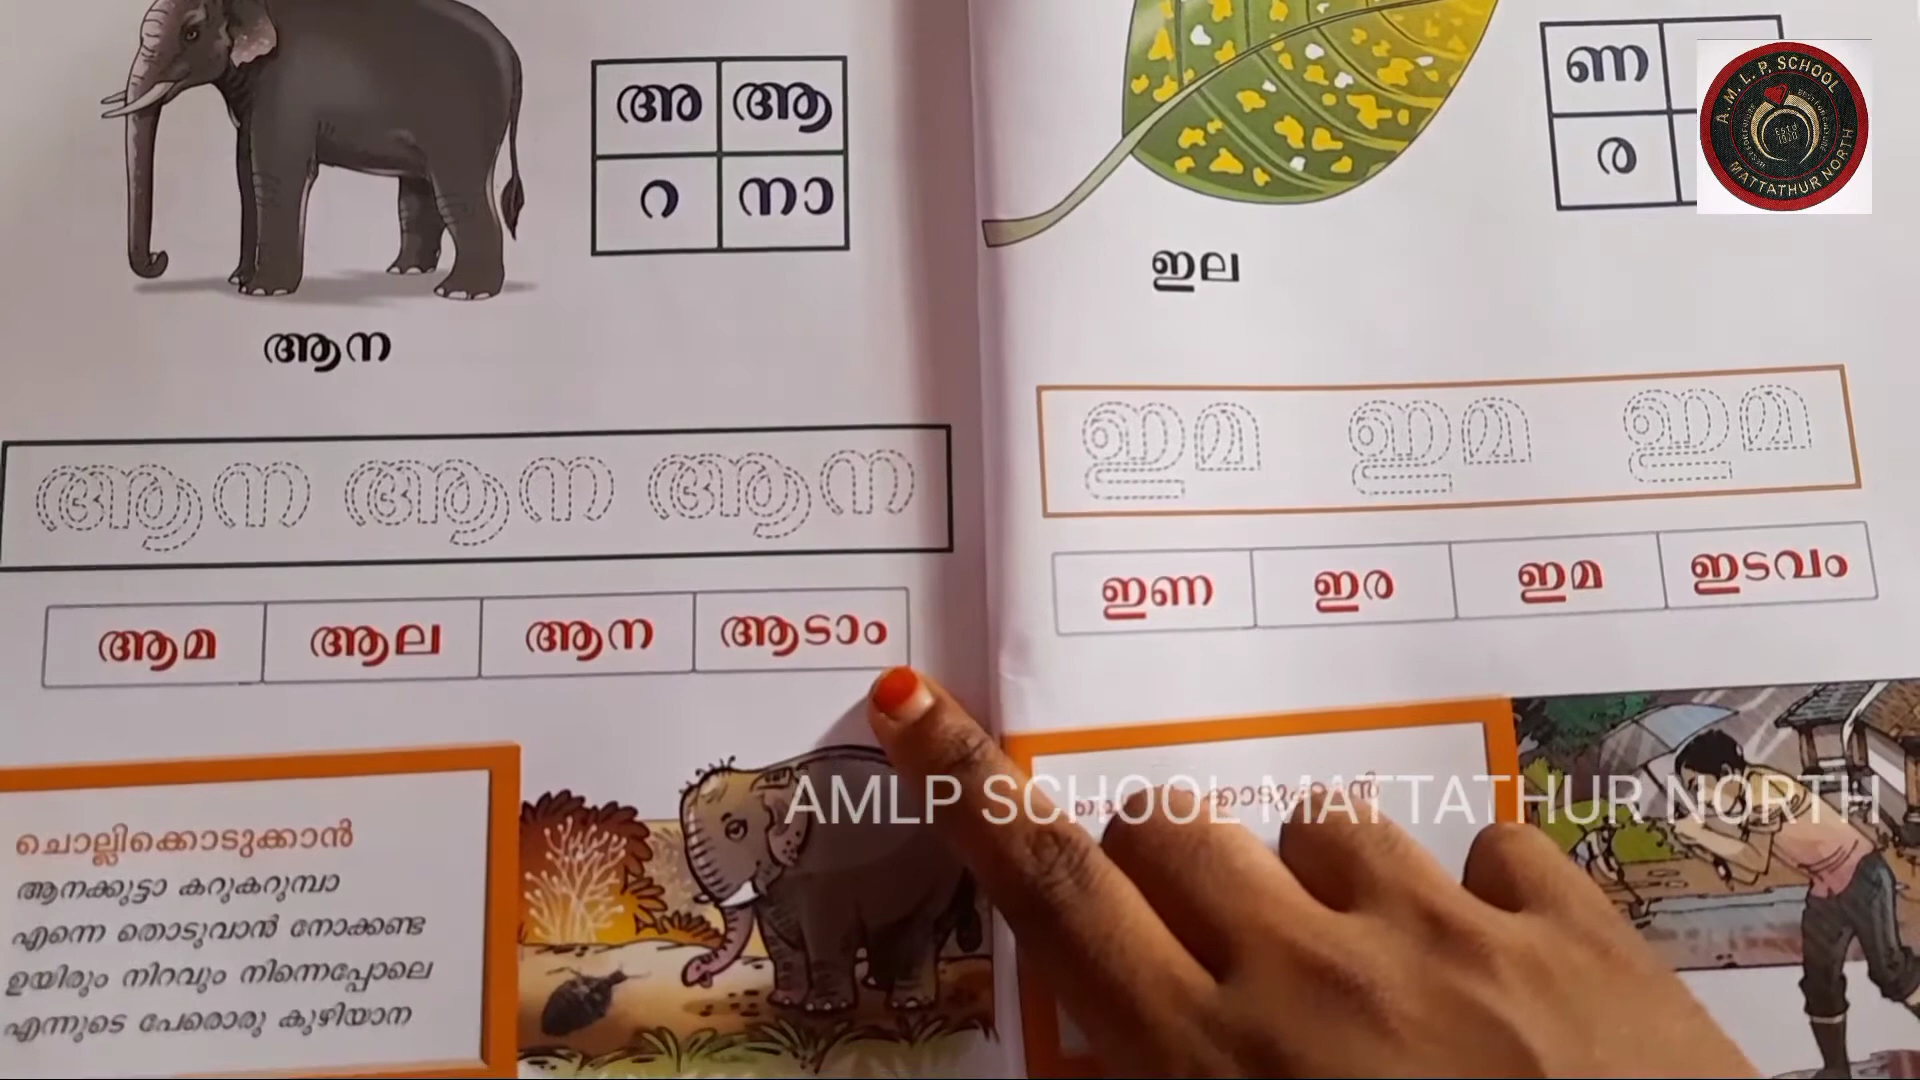 അ ആ
റ നാ
ആന
ആന ആന ആന
ആമ ആല ആന ആടാം
ചൊല്ലിക്കൊടുക്കാൻ
ആനക്കുട്ടാ കറുകറുമ്പാ
എന്നെ തൊടുവാൻ നോക്കണ്ട
ഉയിരും നിറവും നിന്നെപ്പോലെ
എന്നുടെ പേരൊരു കുഴിയാന
ണ
ര
ഇല
ഇമ ഇമ ഇമ
ഇണ ഇര ഇമ ഇടവം
A. M. L. P. SCHOOL
MATTATHUR NORTH
AMLP SCHOOL MATTATHUR NORTH